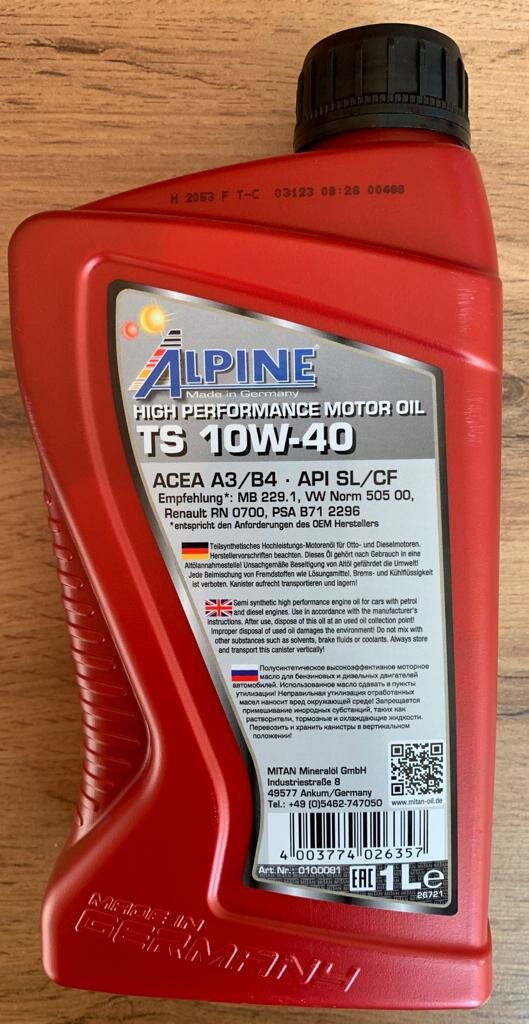 H 2053 F T-C 03123 08:28 00488
ALPINE
Made in Germany
HIGH PERFORMANCE MOTOR OIL
TS 10W-40
ACEA A3/B4 · API SL/CF
Empfehlung*: MB 229.1, VW Norm 505 00,
Renault RN 0700, PSA B71 2296
*entspricht den Anforderungen des OEM Herstellers
Teilsynthetisches Hochleistungs-Motorenöl für Otto- und Dieselmotoren.
Herstellervorschriften beachten. Dieses Öl gehört nach Gebrauch in eine
Altölannahmestelle! Unsachgemäße Beseitigung von Altöl gefährdet die Umwelt!
Jede Beimischung von Fremdstoffen wie Lösungsmittel, Brems- und Kühlflüssigkeit
ist verboten. Kanister aufrecht transportieren und lagern!
Semi synthetic high performance engine oil for cars with petrol
and diesel engines. Use in accordance with the manufacturer's
instructions. After use, dispose of this oil at an used oil collection point!
Improper disposal of used oil damages the environment! Do not mix with
other substances such as solvents, brake fluids or coolants. Always store
and transport this canister vertically!
Полусинтетическое высокоэффективное моторное
масло для бензиновых и дизельных двигателей
автомобилей. Использованное масло сдавать в пункты
утилизации! Неправильная утилизация отработанных
масел наносит вред окружающей среде! Запрещается
примешивание инородных субстанций, таких как
растворители, тормозные и охлаждающие жидкости.
Перевозить и хранить канистры в вертикальном
положении!
MITAN Mineralöl GmbH
Industriestraße 8
49577 Ankum/Germany
Tel.: +49 (0)5462-747050
www.mitan-oil.de
4 003774 026357
Art.Nr.: 0100081
EAC
1L e
26721
MADE IN
GERMANY